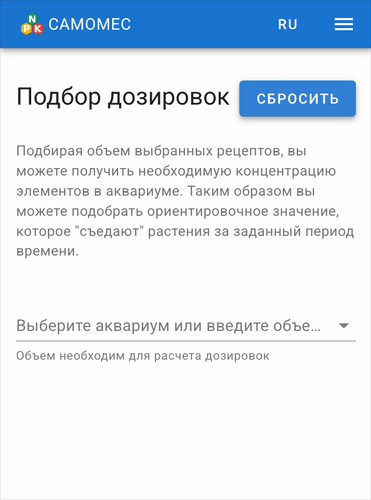 N
P K САМОМЕС RU
Подбор дозировок СБРОСИТЬ
Подбирая объем выбранных рецептов, вы
можете получить необходимую концентрацию
элементов в аквариуме. Таким образом вы
можете подобрать ориентировочное значение,
которое "съедают" растения за заданный период
времени.
Выберите аквариум или введите объе...
Объем необходим для расчета дозировок